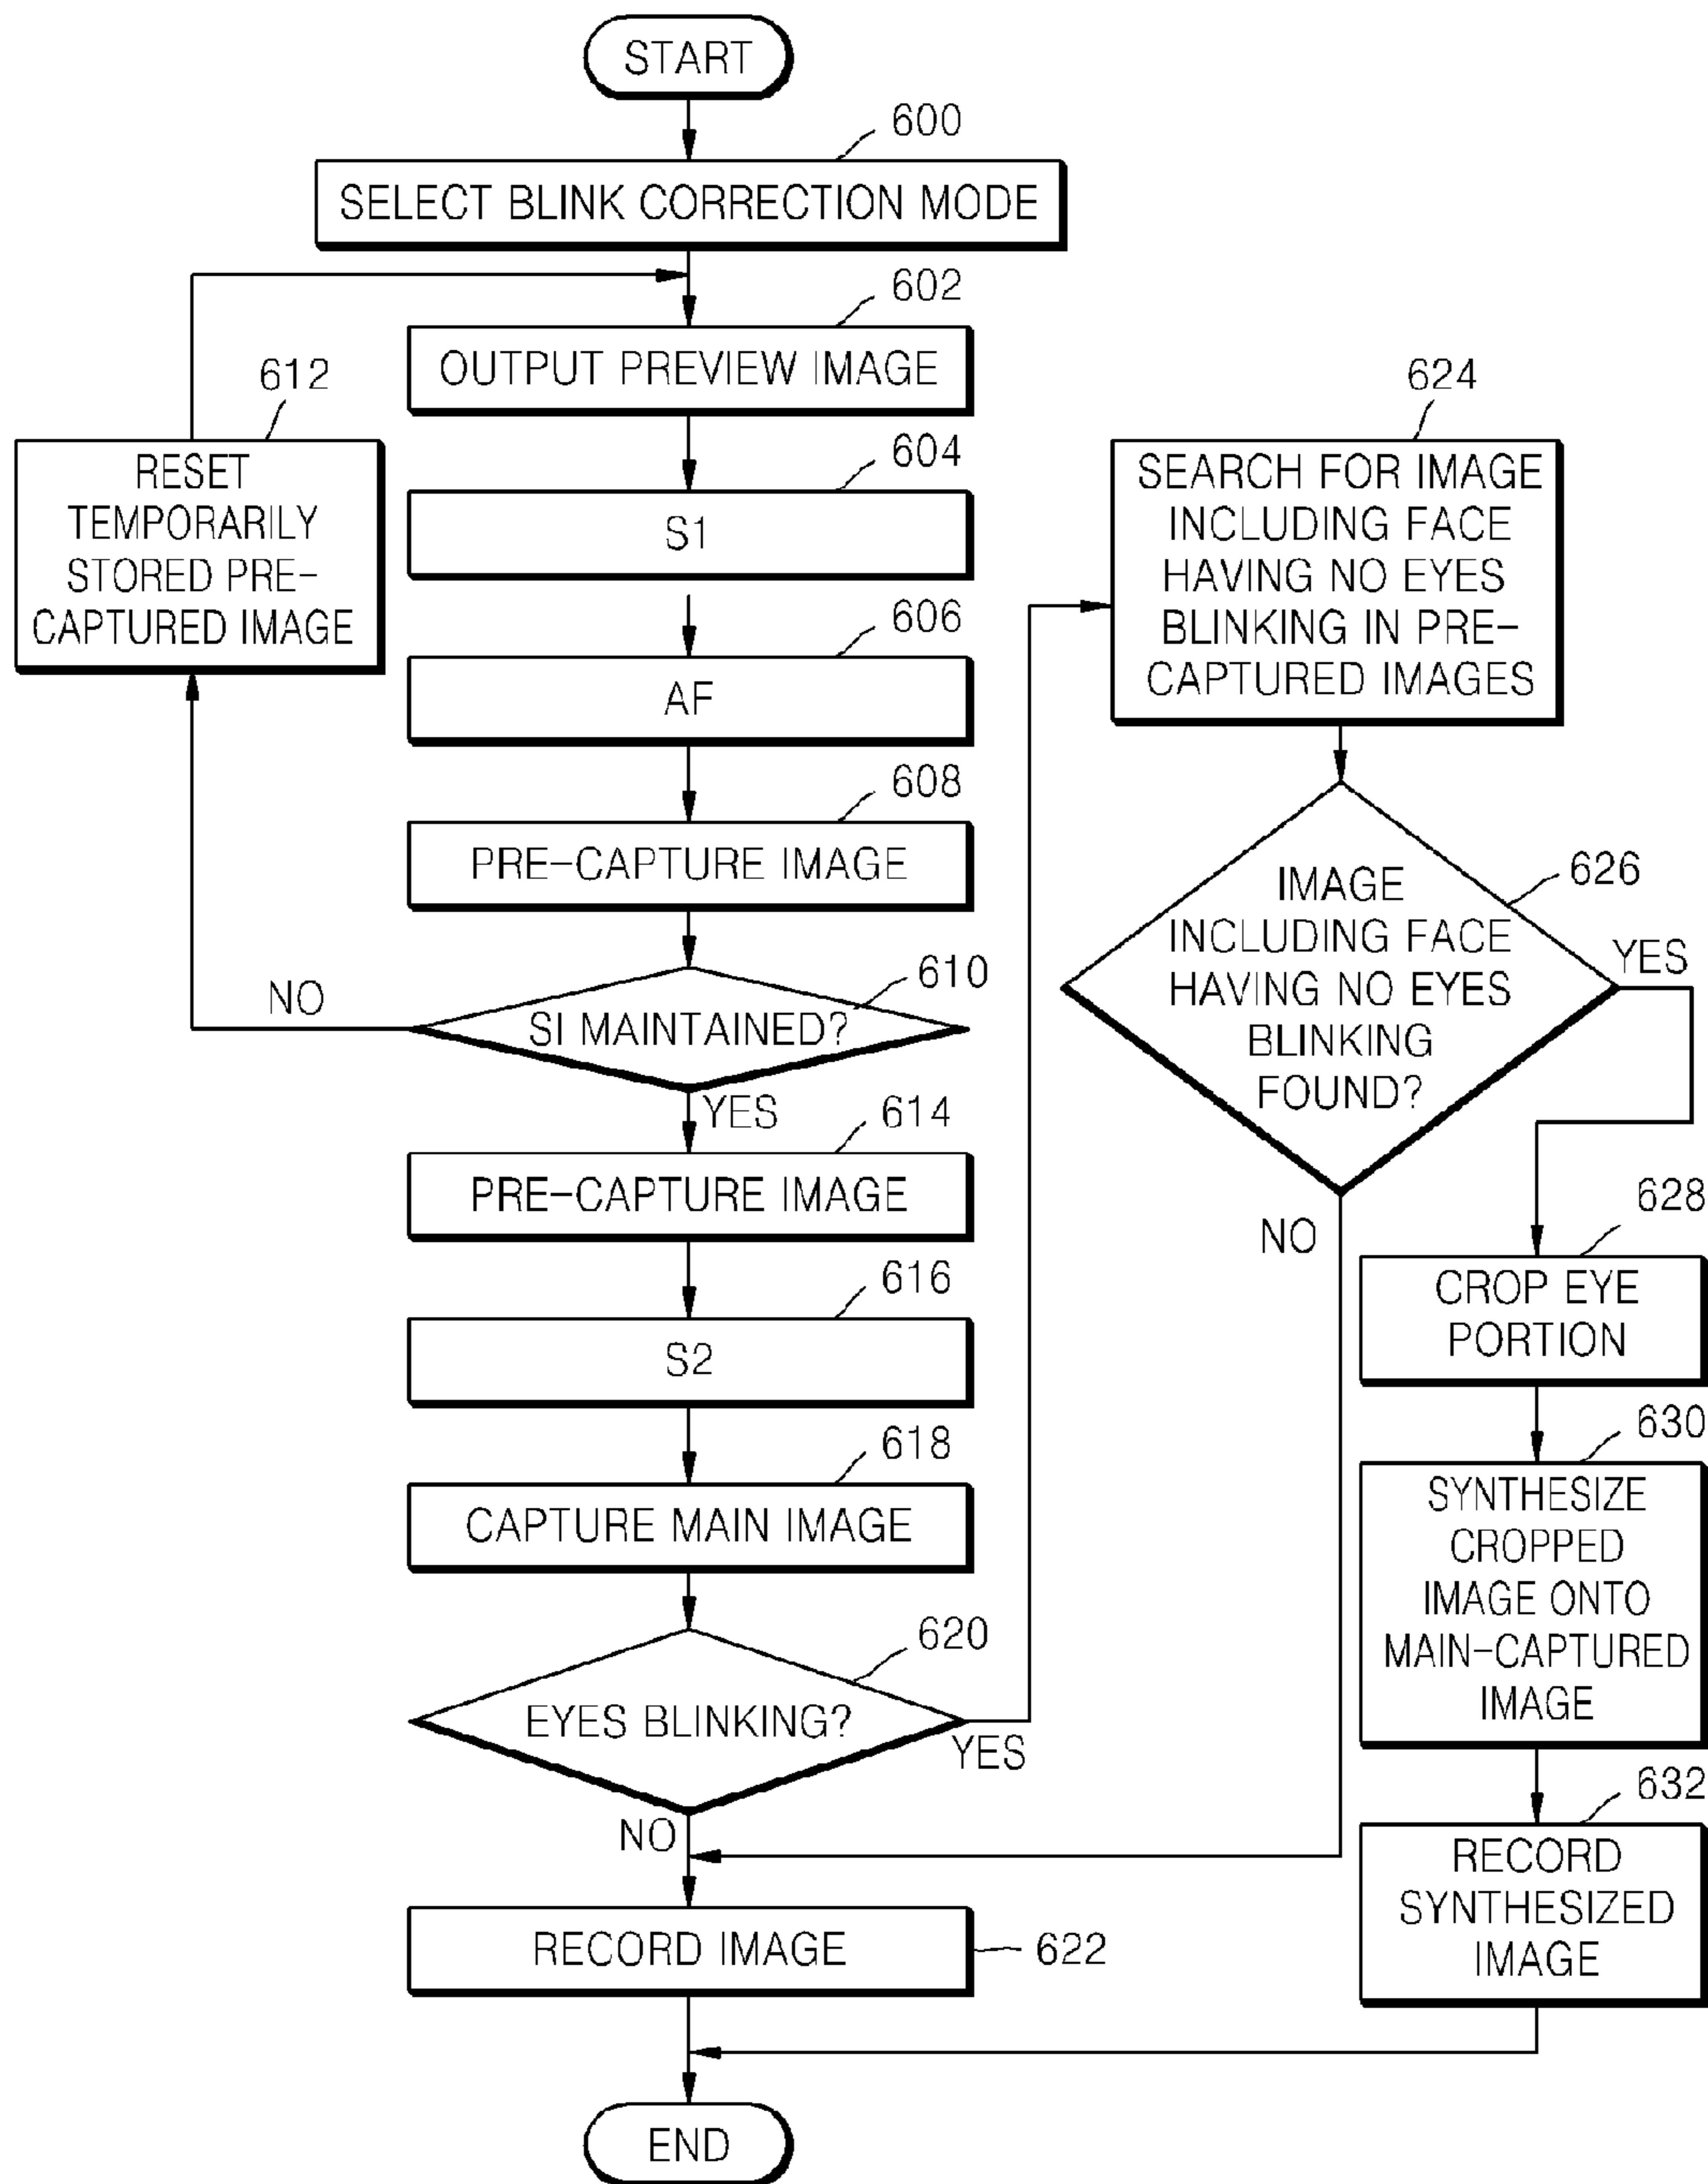 START
600
SELECT BLINK CORRECTION MODE
602
OUTPUT PREVIEW IMAGE
604
S1
606
AF
608
PRE-CAPTURE IMAGE
610
SI MAINTAINED?
NO
612
RESET
TEMPORARILY
STORED PRE-
CAPTURED IMAGE
YES
614
PRE-CAPTURE IMAGE
616
S2
618
CAPTURE MAIN IMAGE
620
EYES BLINKING?
YES
NO
RECORD IMAGE
622
624
SEARCH FOR IMAGE
INCLUDING FACE
HAVING NO EYES
BLINKING IN PRE-
CAPTURED IMAGES
626
IMAGE
INCLUDING FACE
HAVING NO EYES
BLINKING
FOUND?
YES
NO
628
CROP EYE
PORTION
630
SYNTHESIZE
CROPPED
IMAGE ONTO
MAIN-CAPTURED
IMAGE
632
RECORD
SYNTHESIZED
IMAGE
END